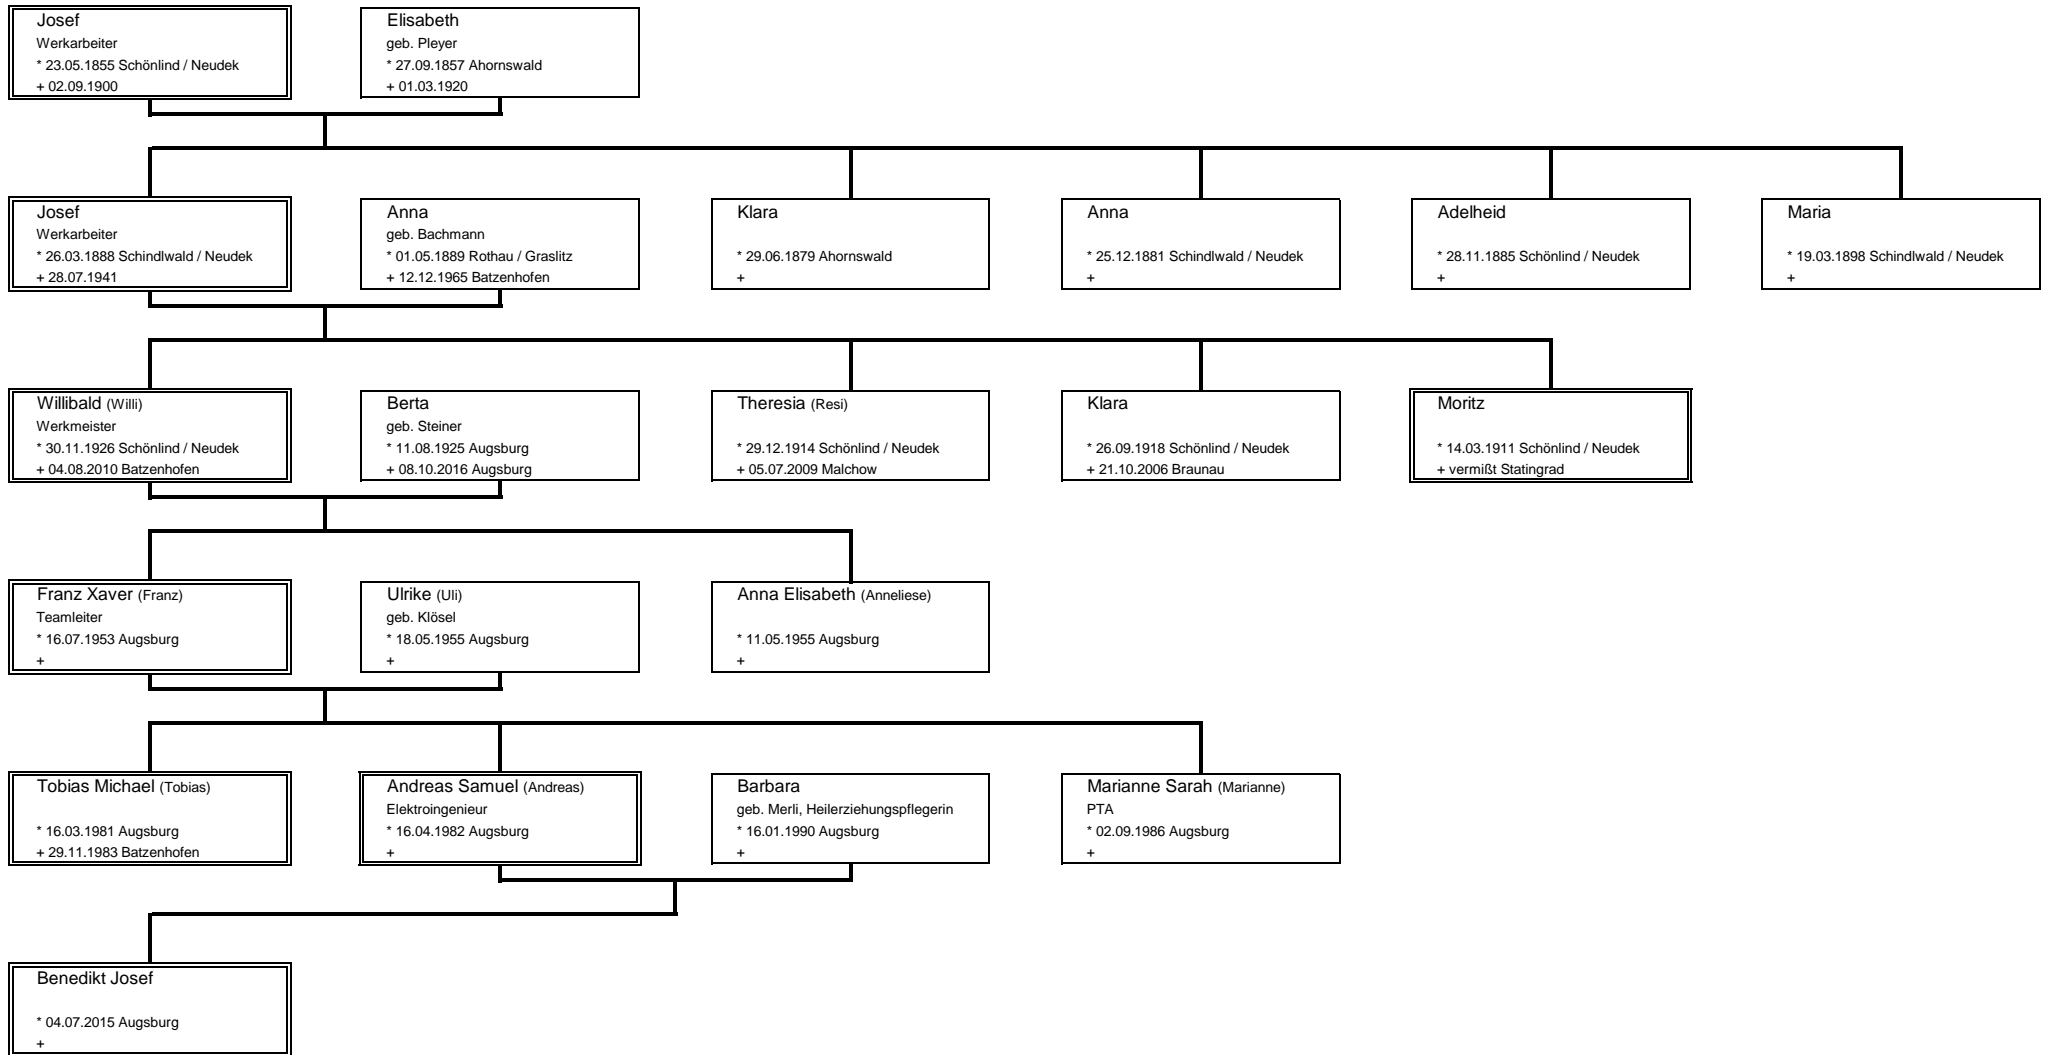 Josef
Werkarbeiter
* 23.05.1855 Schönlind / Neudek
+ 02.09.1900
Elisabeth
geb. Pleyer
* 27.09.1857 Ahornswald
+ 01.03.1920
Josef
Werkarbeiter
* 26.03.1888 Schindlwald / Neudek
+ 28.07.1941
Anna
geb. Bachmann
* 01.05.1889 Rothau / Graslitz
+ 12.12.1965 Batzenhofen
Klara
* 29.06.1879 Ahornswald
+
Anna
* 25.12.1881 Schindlwald / Neudek
+
Adelheid
* 28.11.1885 Schönlind / Neudek
+
Maria
* 19.03.1898 Schindlwald / Neudek
+
Willibald (Willi)
Werkmeister
* 30.11.1926 Schönlind / Neudek
+ 04.08.2010 Batzenhofen
Berta
geb. Steiner
* 11.08.1925 Augsburg
+ 08.10.2016 Augsburg
Theresia (Resi)
* 29.12.1914 Schönlind / Neudek
+ 05.07.2009 Malchow
Klara
* 26.09.1918 Schönlind / Neudek
+ 21.10.2006 Braunau
Moritz
* 14.03.1911 Schönlind / Neudek
+ vermißt Statingrad
Franz Xaver (Franz)
Teamleiter
* 16.07.1953 Augsburg
+
Ulrike (Uli)
geb. Klösel
* 18.05.1955 Augsburg
+
Anna Elisabeth (Anneliese)
* 11.05.1955 Augsburg
+
Tobias Michael (Tobias)
* 16.03.1981 Augsburg
+ 29.11.1983 Batzenhofen
Andreas Samuel (Andreas)
Elektroingenieur
* 16.04.1982 Augsburg
+
Barbara
geb. Merli, Heilerziehungspflegerin
* 16.01.1990 Augsburg
+
Marianne Sarah (Marianne)
PTA
* 02.09.1986 Augsburg
+
Benedikt Josef
* 04.07.2015 Augsburg
+